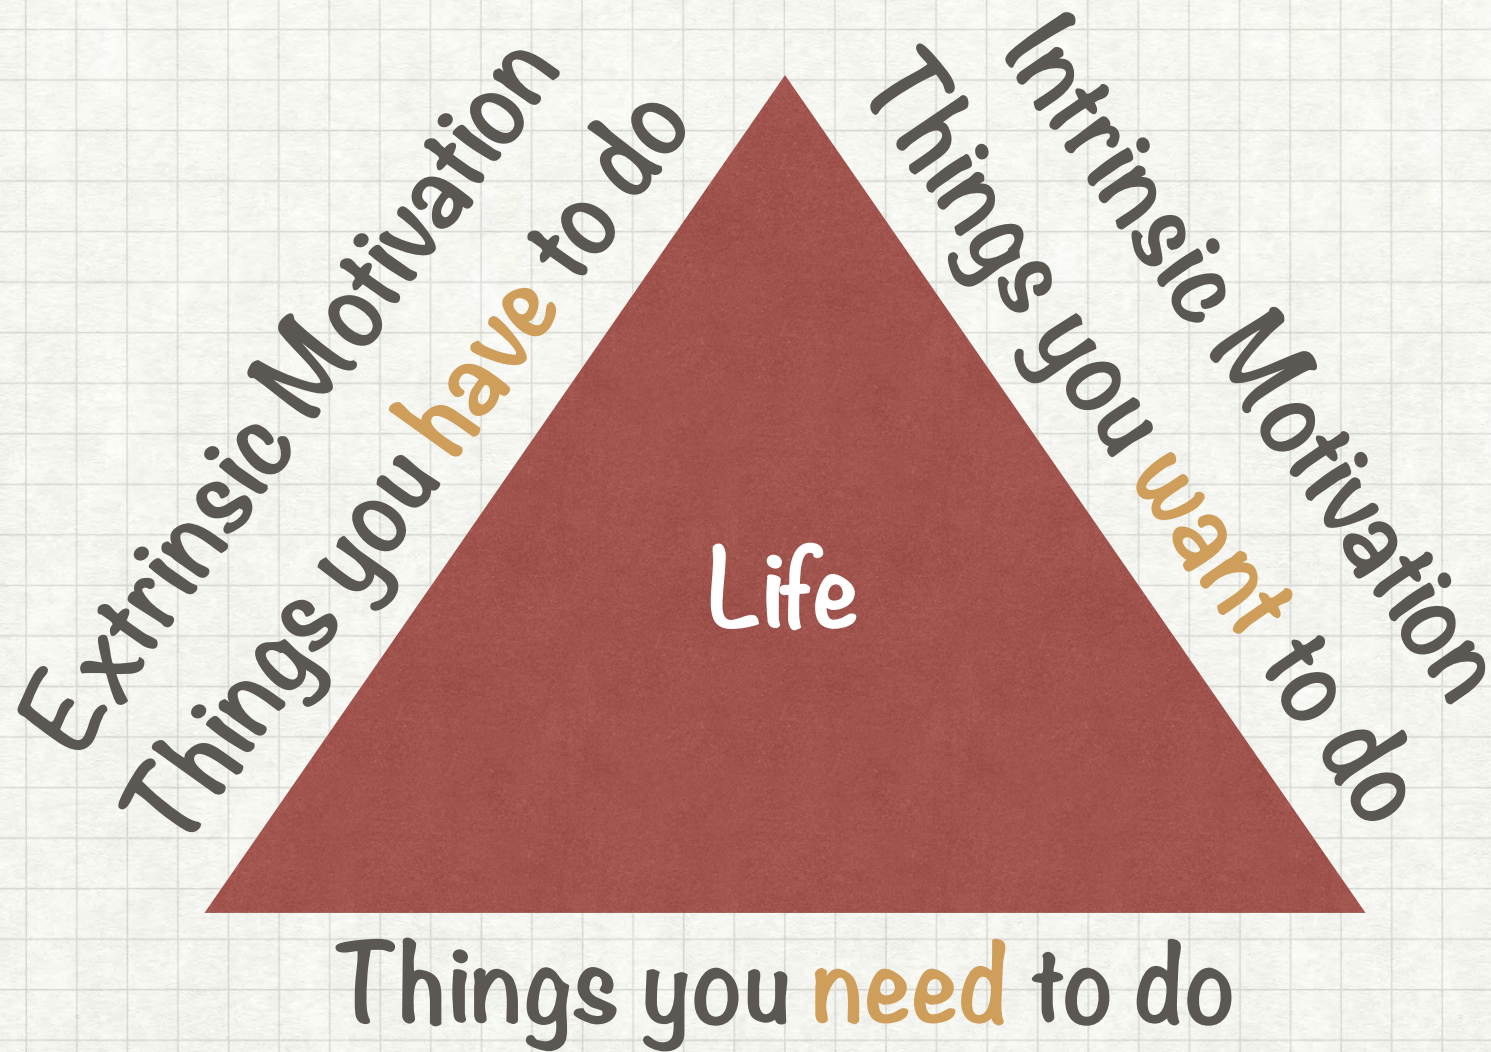 Extrinsic Motivation
Things you have to do
Intrinsic Motivation
Things you want to do
Life
Things you need to do